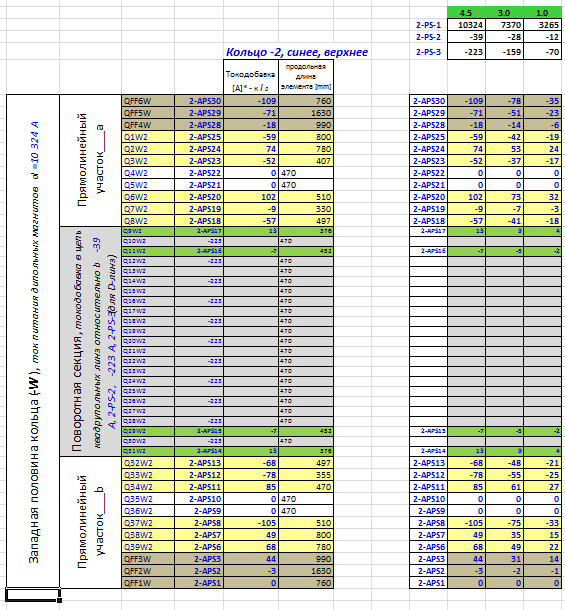 4.5 3.0 1.0
2-PS-1 10324 7370 3265
2-PS-2 -39 -28 -12
2-PS-3 -223 -159 -70
Кольцо -2, синее, верхнее
Токодобавка [A]* - к I 0
продольная длина элемента [mm]
Западная половина кольца (-W), ток питания дипольных магнитов d =10 324 A
Прямолинейный участок___a
QFF6W 2-APS30 -109 760 2-APS30 -109 -78 -35
QFF5W 2-APS29 -71 1630 2-APS29 -71 -51 -23
QFF4W 2-APS28 -18 990 2-APS28 -18 -14 -6
Q1W2 2-APS25 -59 800 2-APS25 -59 -42 -19
Q2W2 2-APS24 74 780 2-APS24 74 53 24
Q3W2 2-APS23 -52 407 2-APS23 -52 -37 -17
Q4W2 2-APS22 0 470 2-APS22 0 0 0
Q5W2 2-APS21 0 470 2-APS21 0 0 0
Q6W2 2-APS20 102 510 2-APS20 102 73 32
Q7W2 2-APS19 -9 330 2-APS19 -9 -7 -3
Q8W2 2-APS18 -57 497 2-APS18 -57 -41 -18
Поворотная секция, токодобавка в цепь квадрупольных линз относительно b -39 A, 2-PS-2, -223 A, 2-PS-3(для D-линз)
Q9W2 2-APS17 13 376 2-APS17 13 9 4
Q10W2 -223 470
Q11W2 2-APS16 -7 452 2-APS16 -7 -5 -2
Q12W2 -223 470
Q13W2 470
Q14W2 -223 470
Q15W2 470
Q16W2 -223 470
Q17W2 470
Q18W2 -223 470
Q19W2 470
Q20W2 -223 470
Q21W2 470
Q22W2 -223 470
Q23W2 470
Q24W2 -223 470
Q25W2 470
Q26W2 -223 470
Q27W2 470
Q28W2 -223 470
Q29W2 2-APS15 -7 452 2-APS15 -7 -5 -2
Q30W2 -223 470
Q31W2 2-APS14 13 376 2-APS14 13 9 4
Прямолинейный участок___b
Q32W2 2-APS13 -68 497 2-APS13 -68 -48 -21
Q33W2 2-APS12 -78 355 2-APS12 -78 -55 -25
Q34W2 2-APS11 85 470 2-APS11 85 61 27
Q35W2 2-APS10 0 470 2-APS10 0 0 0
Q36W2 2-APS9 0 470 2-APS9 0 0 0
Q37W2 2-APS8 -105 510 2-APS8 -105 -75 -33
Q38W2 2-APS7 49 800 2-APS7 49 35 15
Q39W2 2-APS6 68 780 2-APS6 68 49 22
QFF3W 2-APS3 44 990 2-APS3 44 31 14
QFF2W 2-APS2 -3 1630 2-APS2 -3 -2 -1
QFF1W 2-APS1 0 760 2-APS1 0 0 0